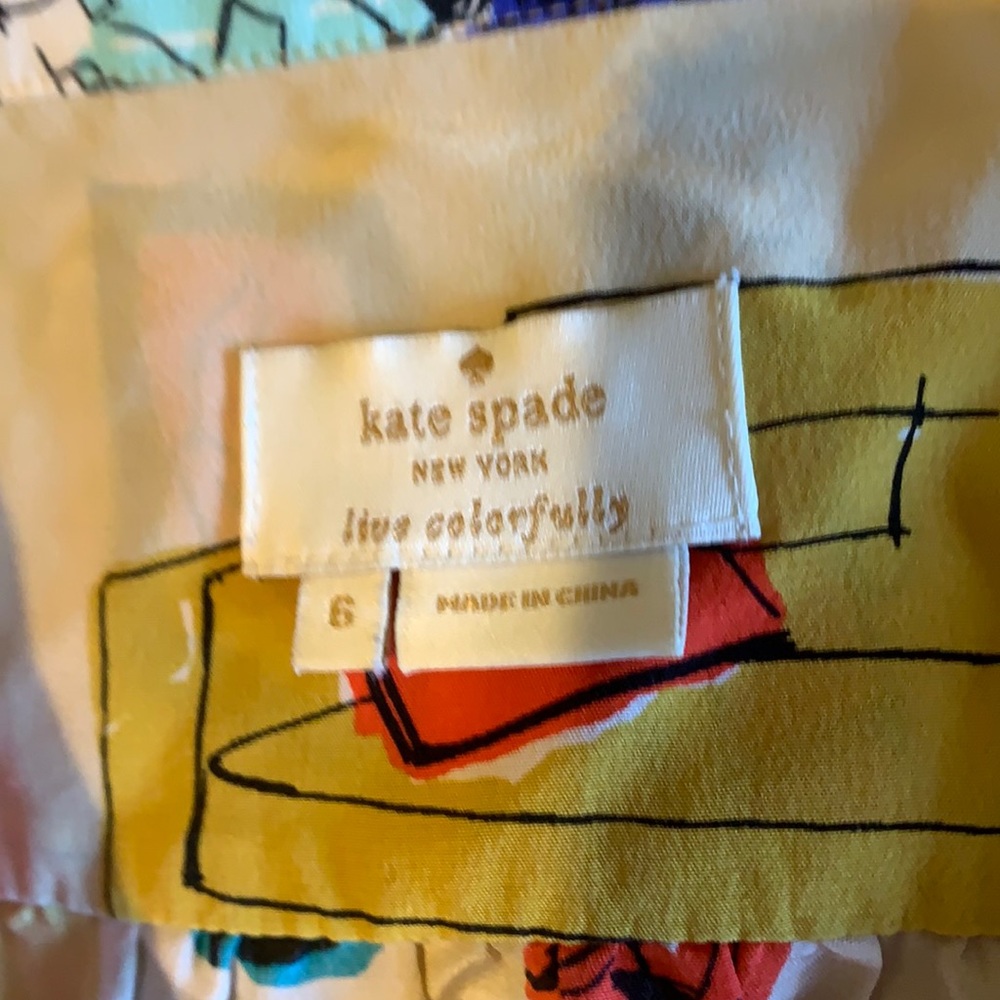 kate spade
NEW YORK
live colorfully
6
MADE IN CHINA